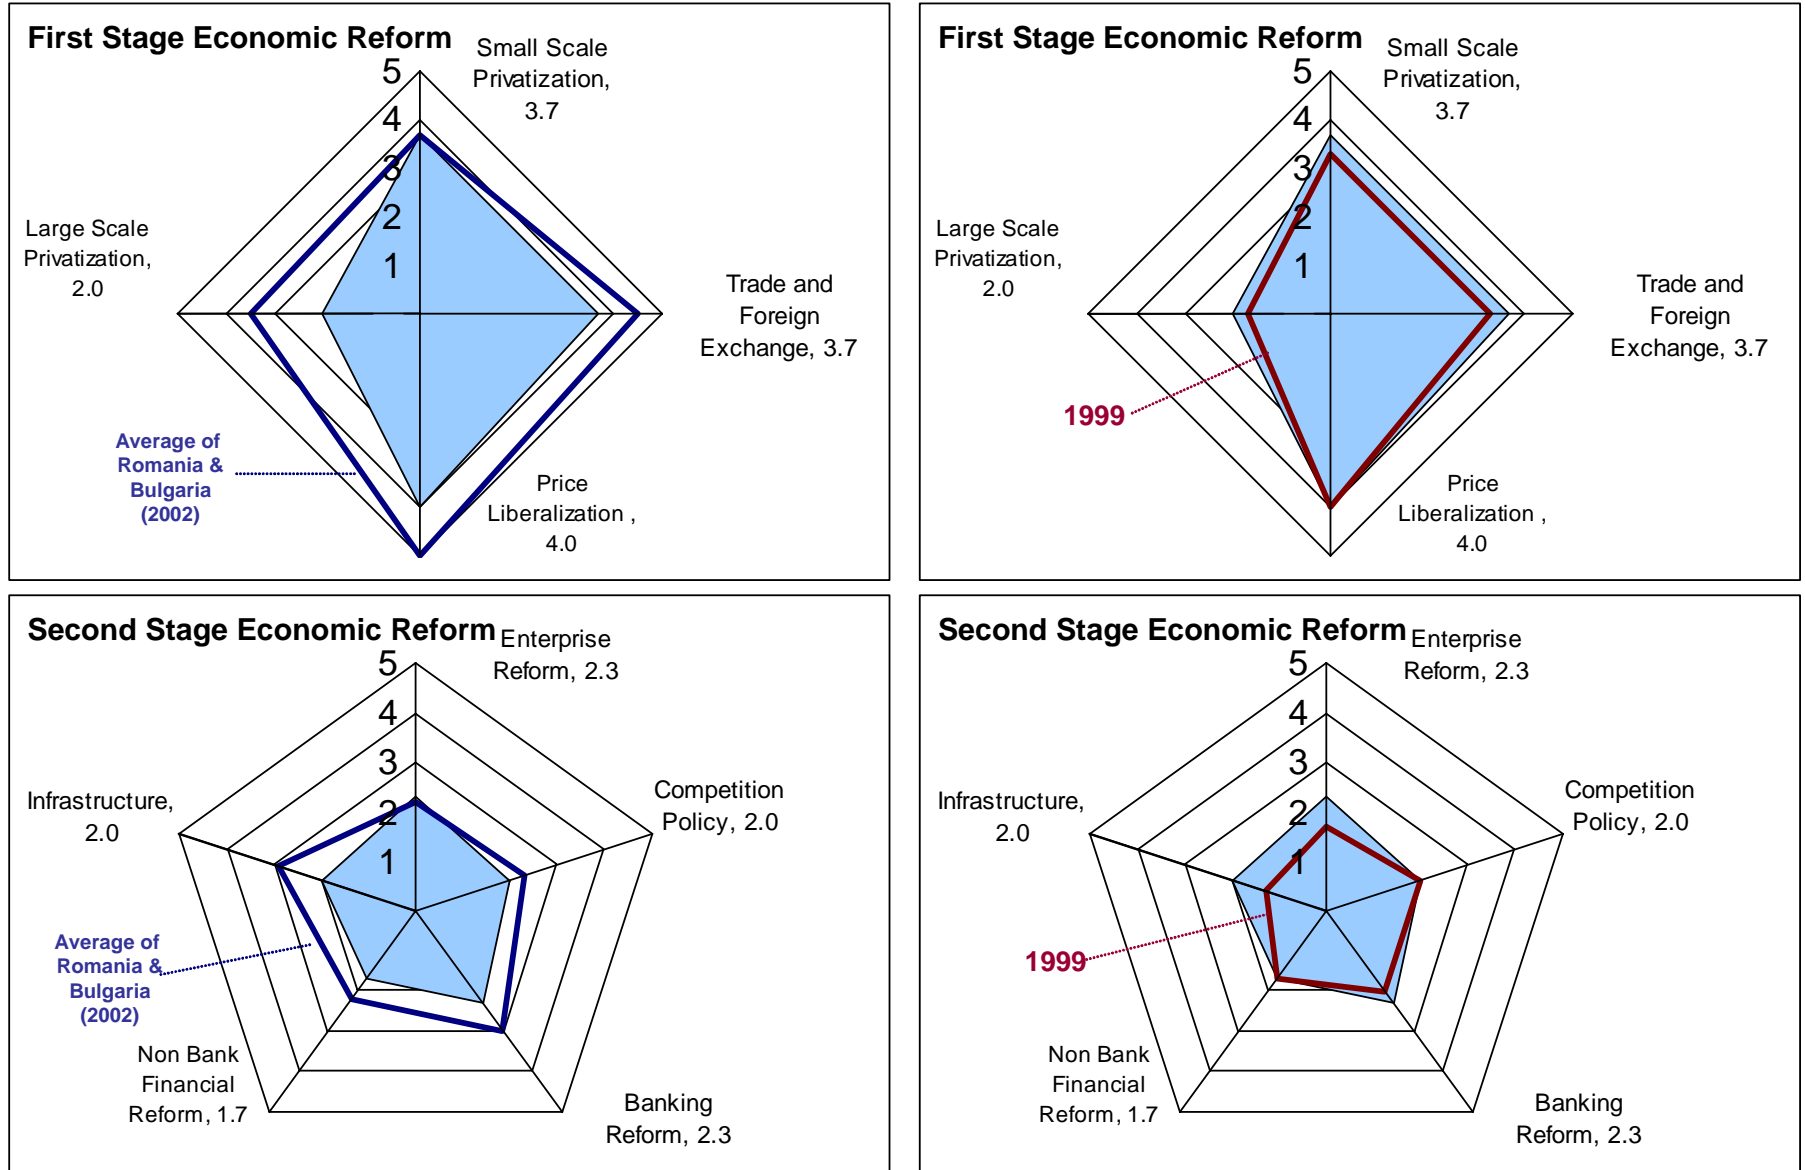 First Stage Economic Reform
Small Scale
Privatization,
3.7
5
4
3
2
1
Large Scale
Privatization,
2.0
Trade and
Foreign
Exchange, 3.7
Average of
Romania &
Bulgaria
(2002)
Price
Liberalization ,
4.0
First Stage Economic Reform
Small Scale
Privatization,
3.7
5
4
3
2
1
Large Scale
Privatization,
2.0
Trade and
Foreign
Exchange, 3.7
1999
Price
Liberalization ,
4.0
Second Stage Economic Reform
Enterprise
Reform, 2.3
5
4
3
2
1
Infrastructure,
2.0
Competition
Policy, 2.0
Average of
Romania &
Bulgaria
(2002)
Non Bank
Financial
Reform, 1.7
Banking
Reform, 2.3
Second Stage Economic Reform
Enterprise
Reform, 2.3
5
4
3
2
1
Infrastructure,
2.0
Competition
Policy, 2.0
1999
Non Bank
Financial
Reform, 1.7
Banking
Reform, 2.3